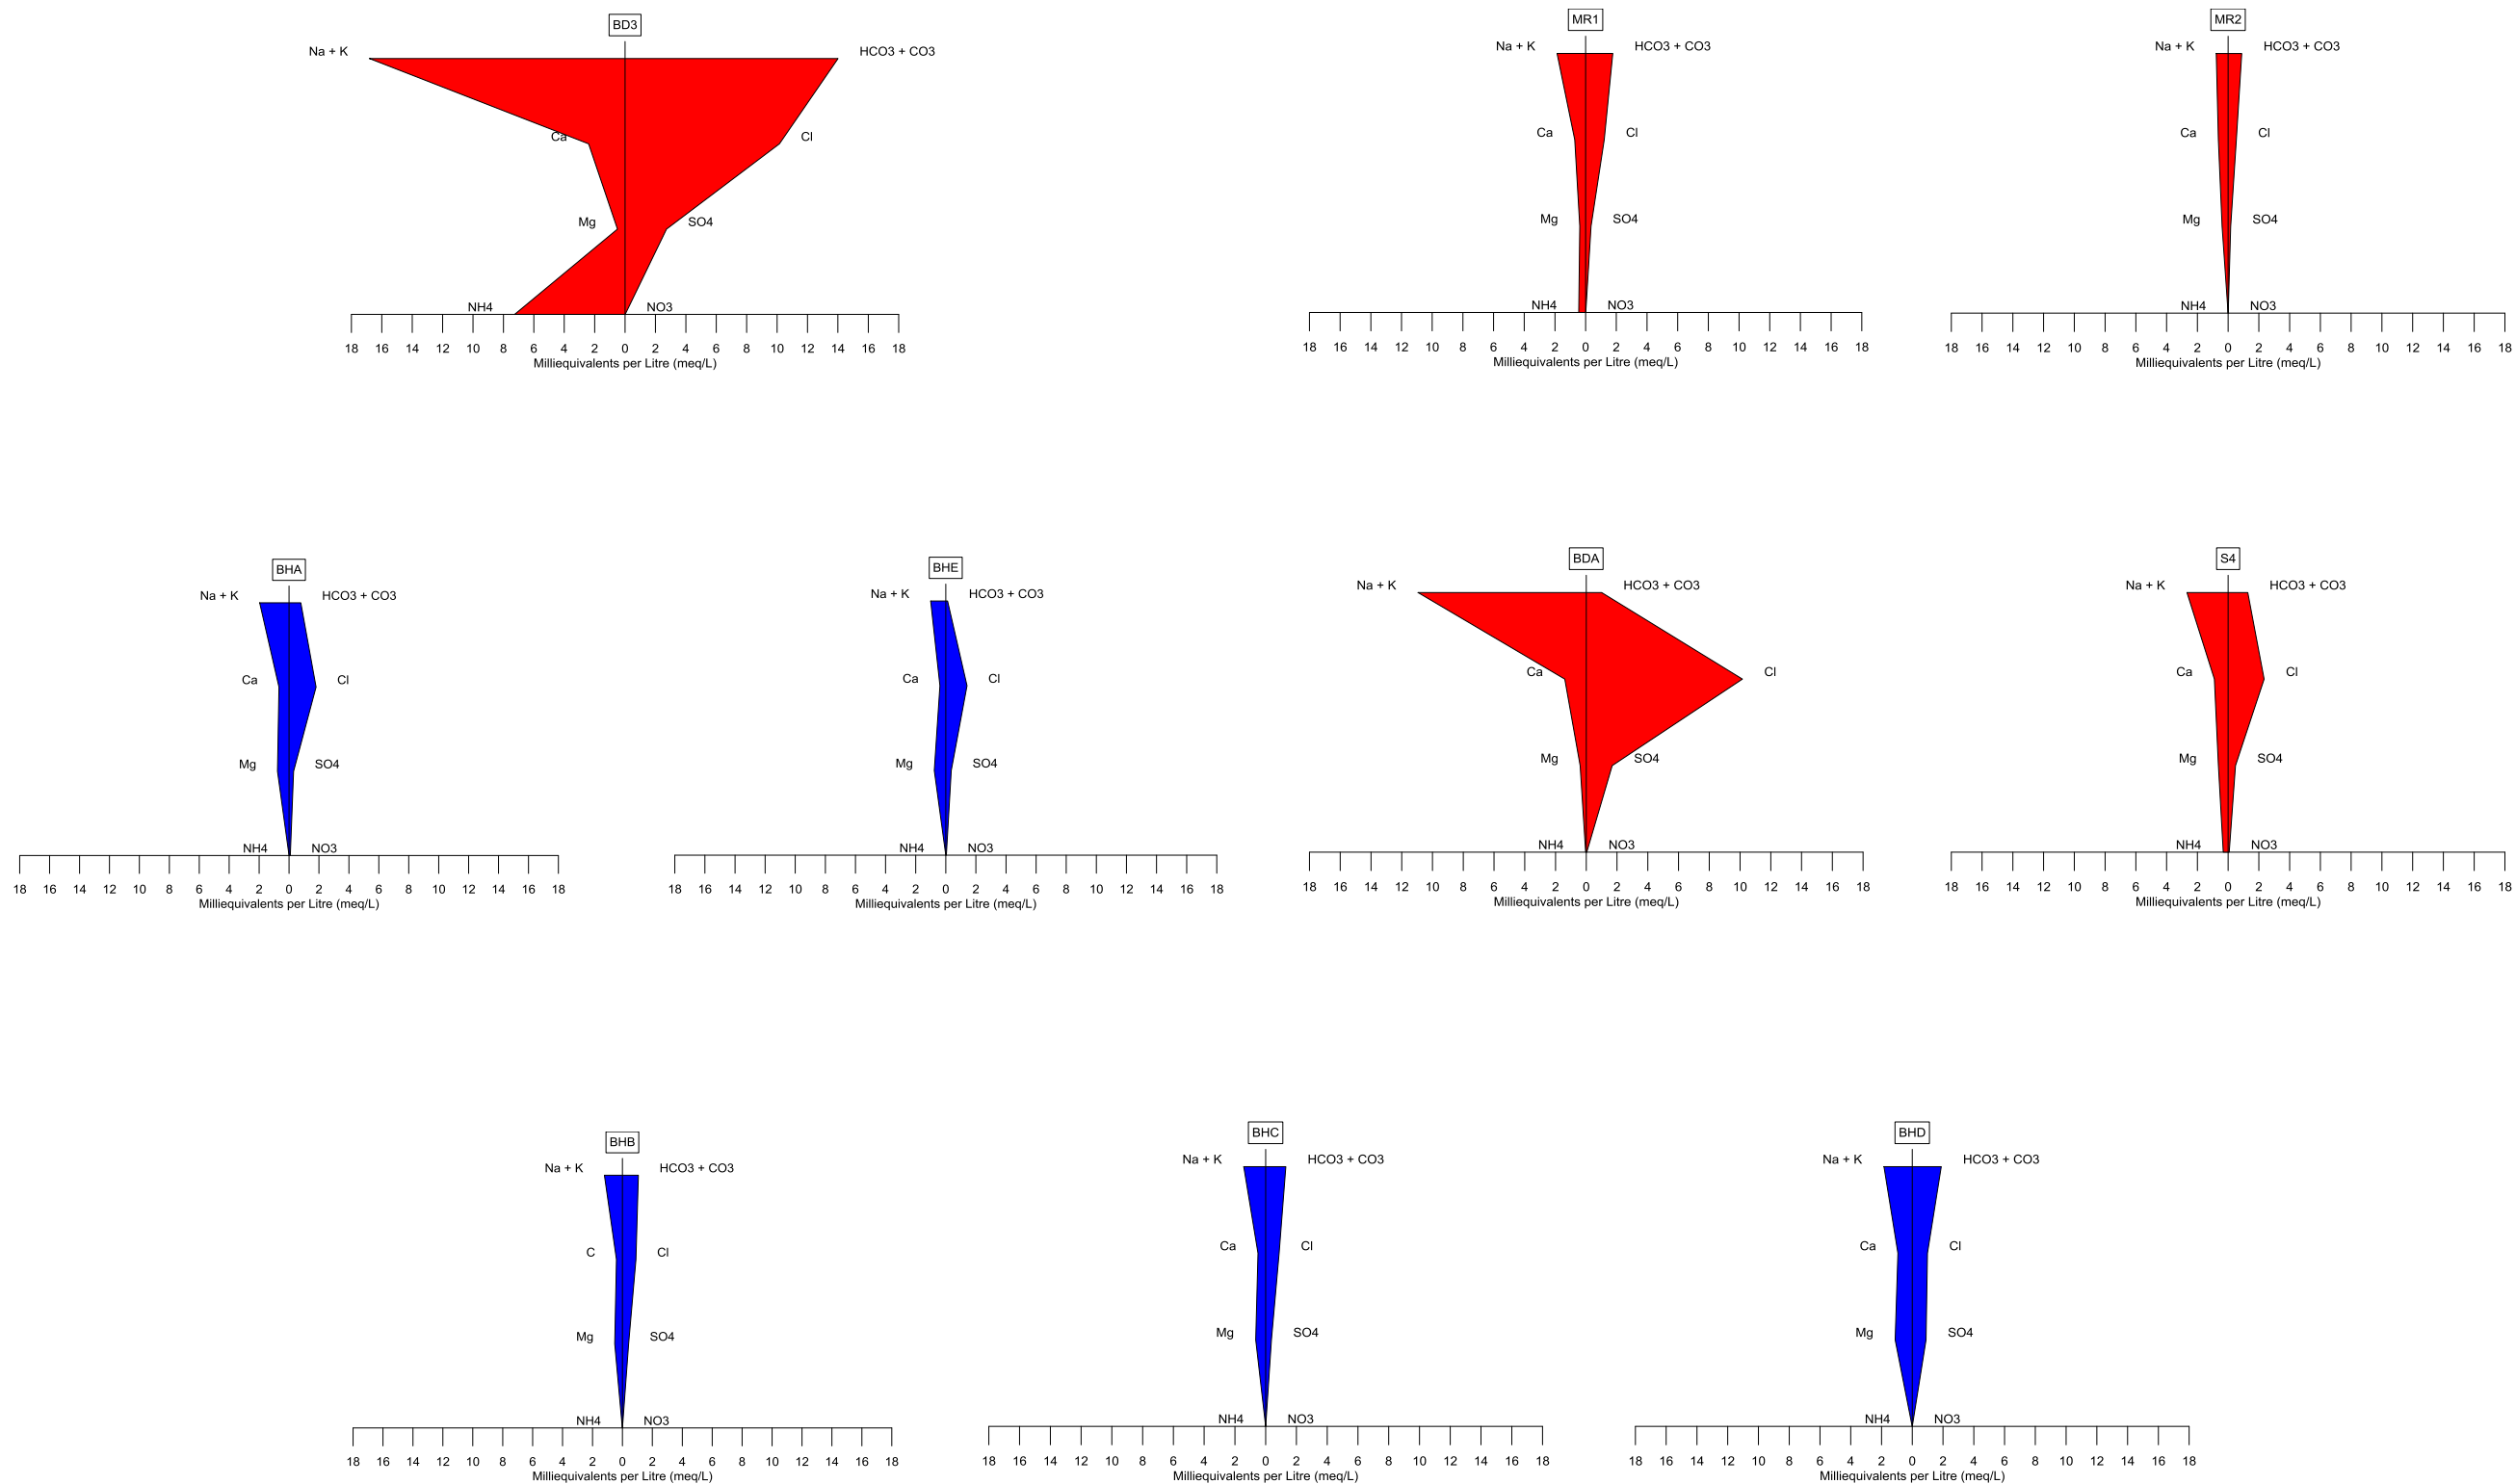 BD3
Na + K HCO3 + CO3
Ca Cl
Mg SO4
NH4 NO3
18 16 14 12 10 8 6 4 2 0 2 4 6 8 10 12 14 16 18
Milliequivalents per Litre (meq/L)
MR1
Na + K HCO3 + CO3
Ca Cl
Mg SO4
NH4 NO3
18 16 14 12 10 8 6 4 2 0 2 4 6 8 10 12 14 16 18
Milliequivalents per Litre (meq/L)
MR2
Na + K HCO3 + CO3
Ca Cl
Mg SO4
NH4 NO3
18 16 14 12 10 8 6 4 2 0 2 4 6 8 10 12 14 16 18
Milliequivalents per Litre (meq/L)
BHA
Na + K HCO3 + CO3
Ca Cl
Mg SO4
NH4 NO3
18 16 14 12 10 8 6 4 2 0 2 4 6 8 10 12 14 16 18
Milliequivalents per Litre (meq/L)
BHE
Na + K HCO3 + CO3
Ca Cl
Mg SO4
NH4 NO3
18 16 14 12 10 8 6 4 2 0 2 4 6 8 10 12 14 16 18
Milliequivalents per Litre (meq/L)
BDA
Na + K HCO3 + CO3
Ca Cl
Mg SO4
NH4 NO3
18 16 14 12 10 8 6 4 2 0 2 4 6 8 10 12 14 16 18
Milliequivalents per Litre (meq/L)
S4
Na + K HCO3 + CO3
Ca Cl
Mg SO4
NH4 NO3
18 16 14 12 10 8 6 4 2 0 2 4 6 8 10 12 14 16 18
Milliequivalents per Litre (meq/L)
BHB
Na + K HCO3 + CO3
C Cl
Mg SO4
NH4 NO3
18 16 14 12 10 8 6 4 2 0 2 4 6 8 10 12 14 16 18
Milliequivalents per Litre (meq/L)
BHC
Na + K HCO3 + CO3
Ca Cl
Mg SO4
NH4 NO3
18 16 14 12 10 8 6 4 2 0 2 4 6 8 10 12 14 16 18
Milliequivalents per Litre (meq/L)
BHD
Na + K HCO3 + CO3
Ca Cl
Mg SO4
NH4 NO3
18 16 14 12 10 8 6 4 2 0 2 4 6 8 10 12 14 16 18
Milliequivalents per Litre (meq/L)